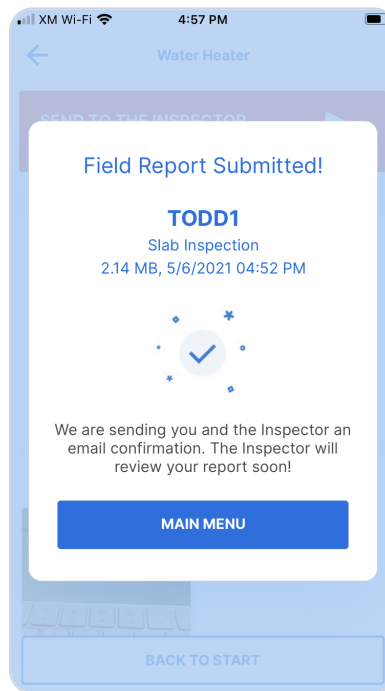 XM Wi-Fi 4:57 PM
Water Heater
SEND TO THE INSPECTOR
Field Report Submitted!
TODD1
Slab Inspection
2.14 MB, 5/6/2021 04:52 PM
We are sending you and the Inspector an
email confirmation. The Inspector will
review your report soon!
MAIN MENU
BACK TO START